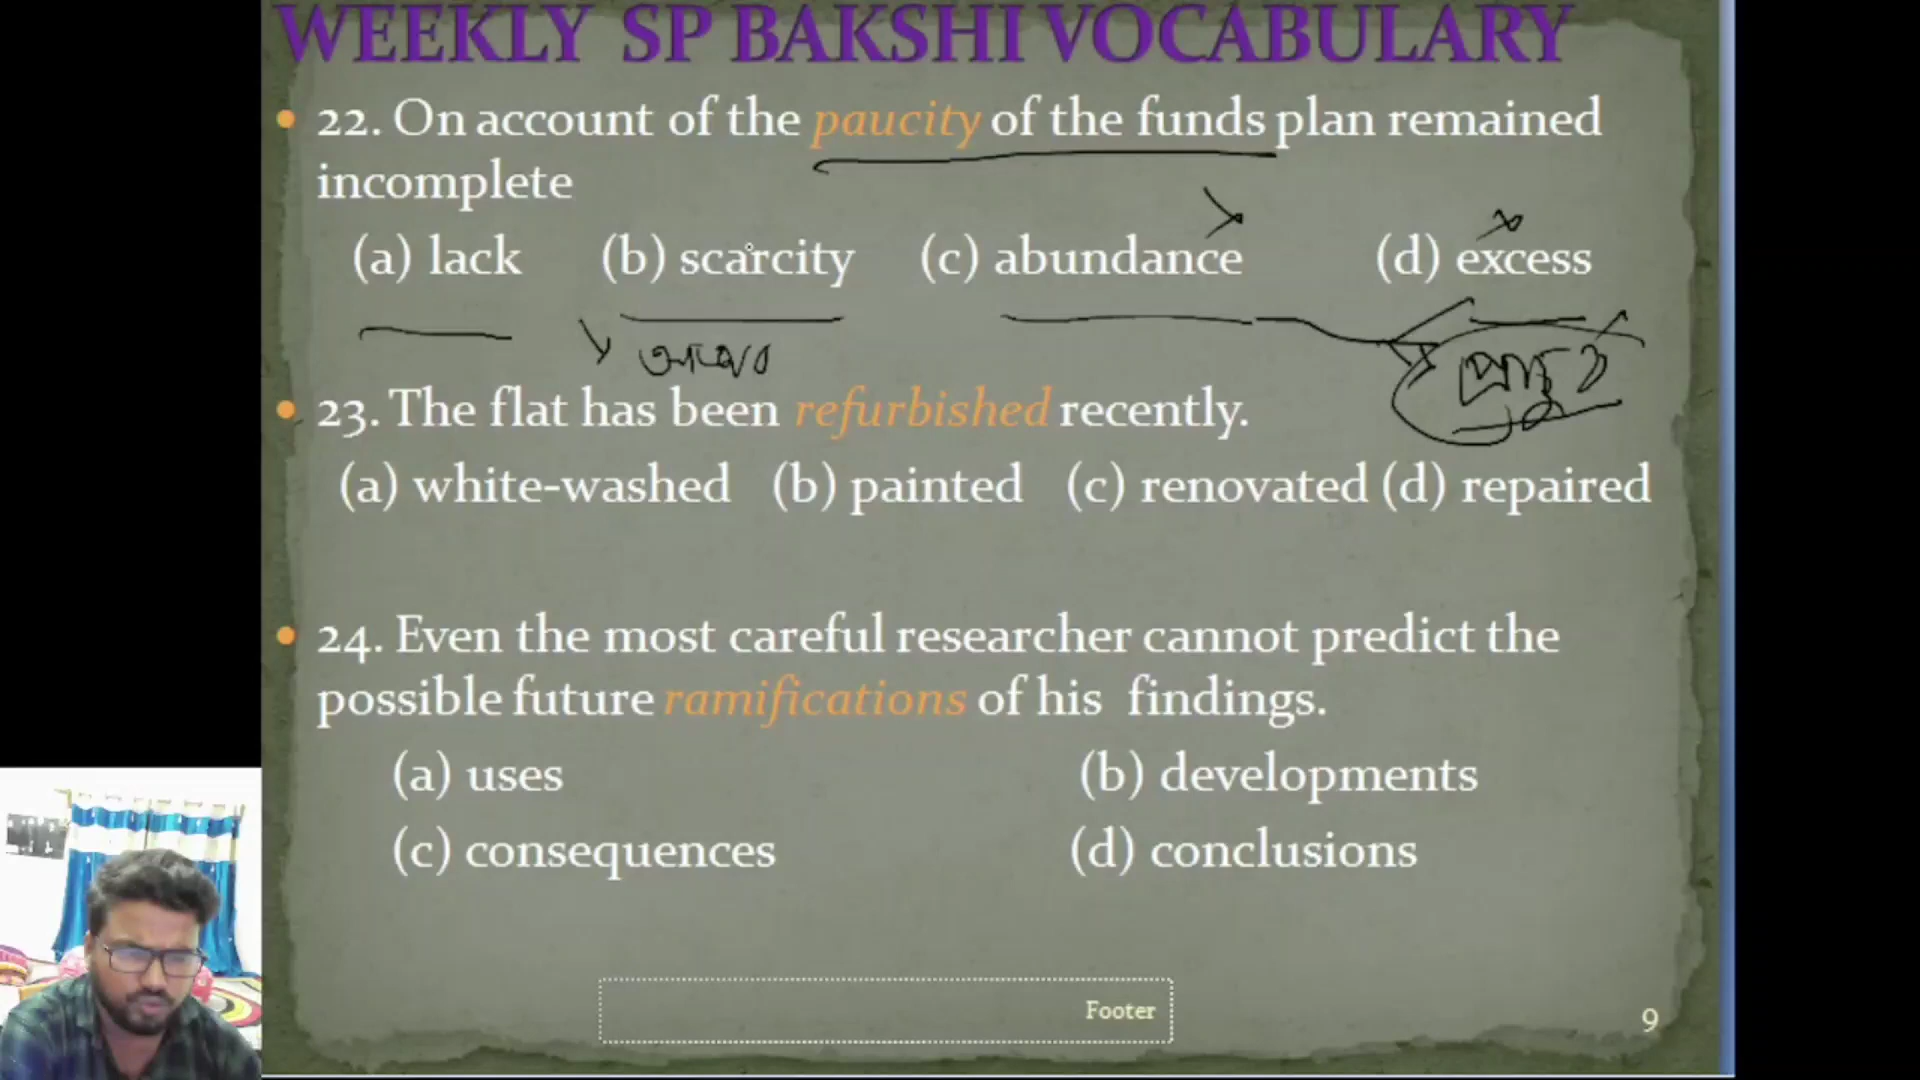 WEEKLY SP BAKSHI VOCABULARY
22. On account of the paucity of the funds plan remained
incomplete
(a) lack (b) scarcity (c) abundance (d) excess
23. The flat has been refurbished recently.
(a) white-washed (b) painted (c) renovated (d) repaired
24. Even the most careful researcher cannot predict the
possible future ramifications of his findings.
(a) uses (b) developments
(c) consequences (d) conclusions
Footer
9